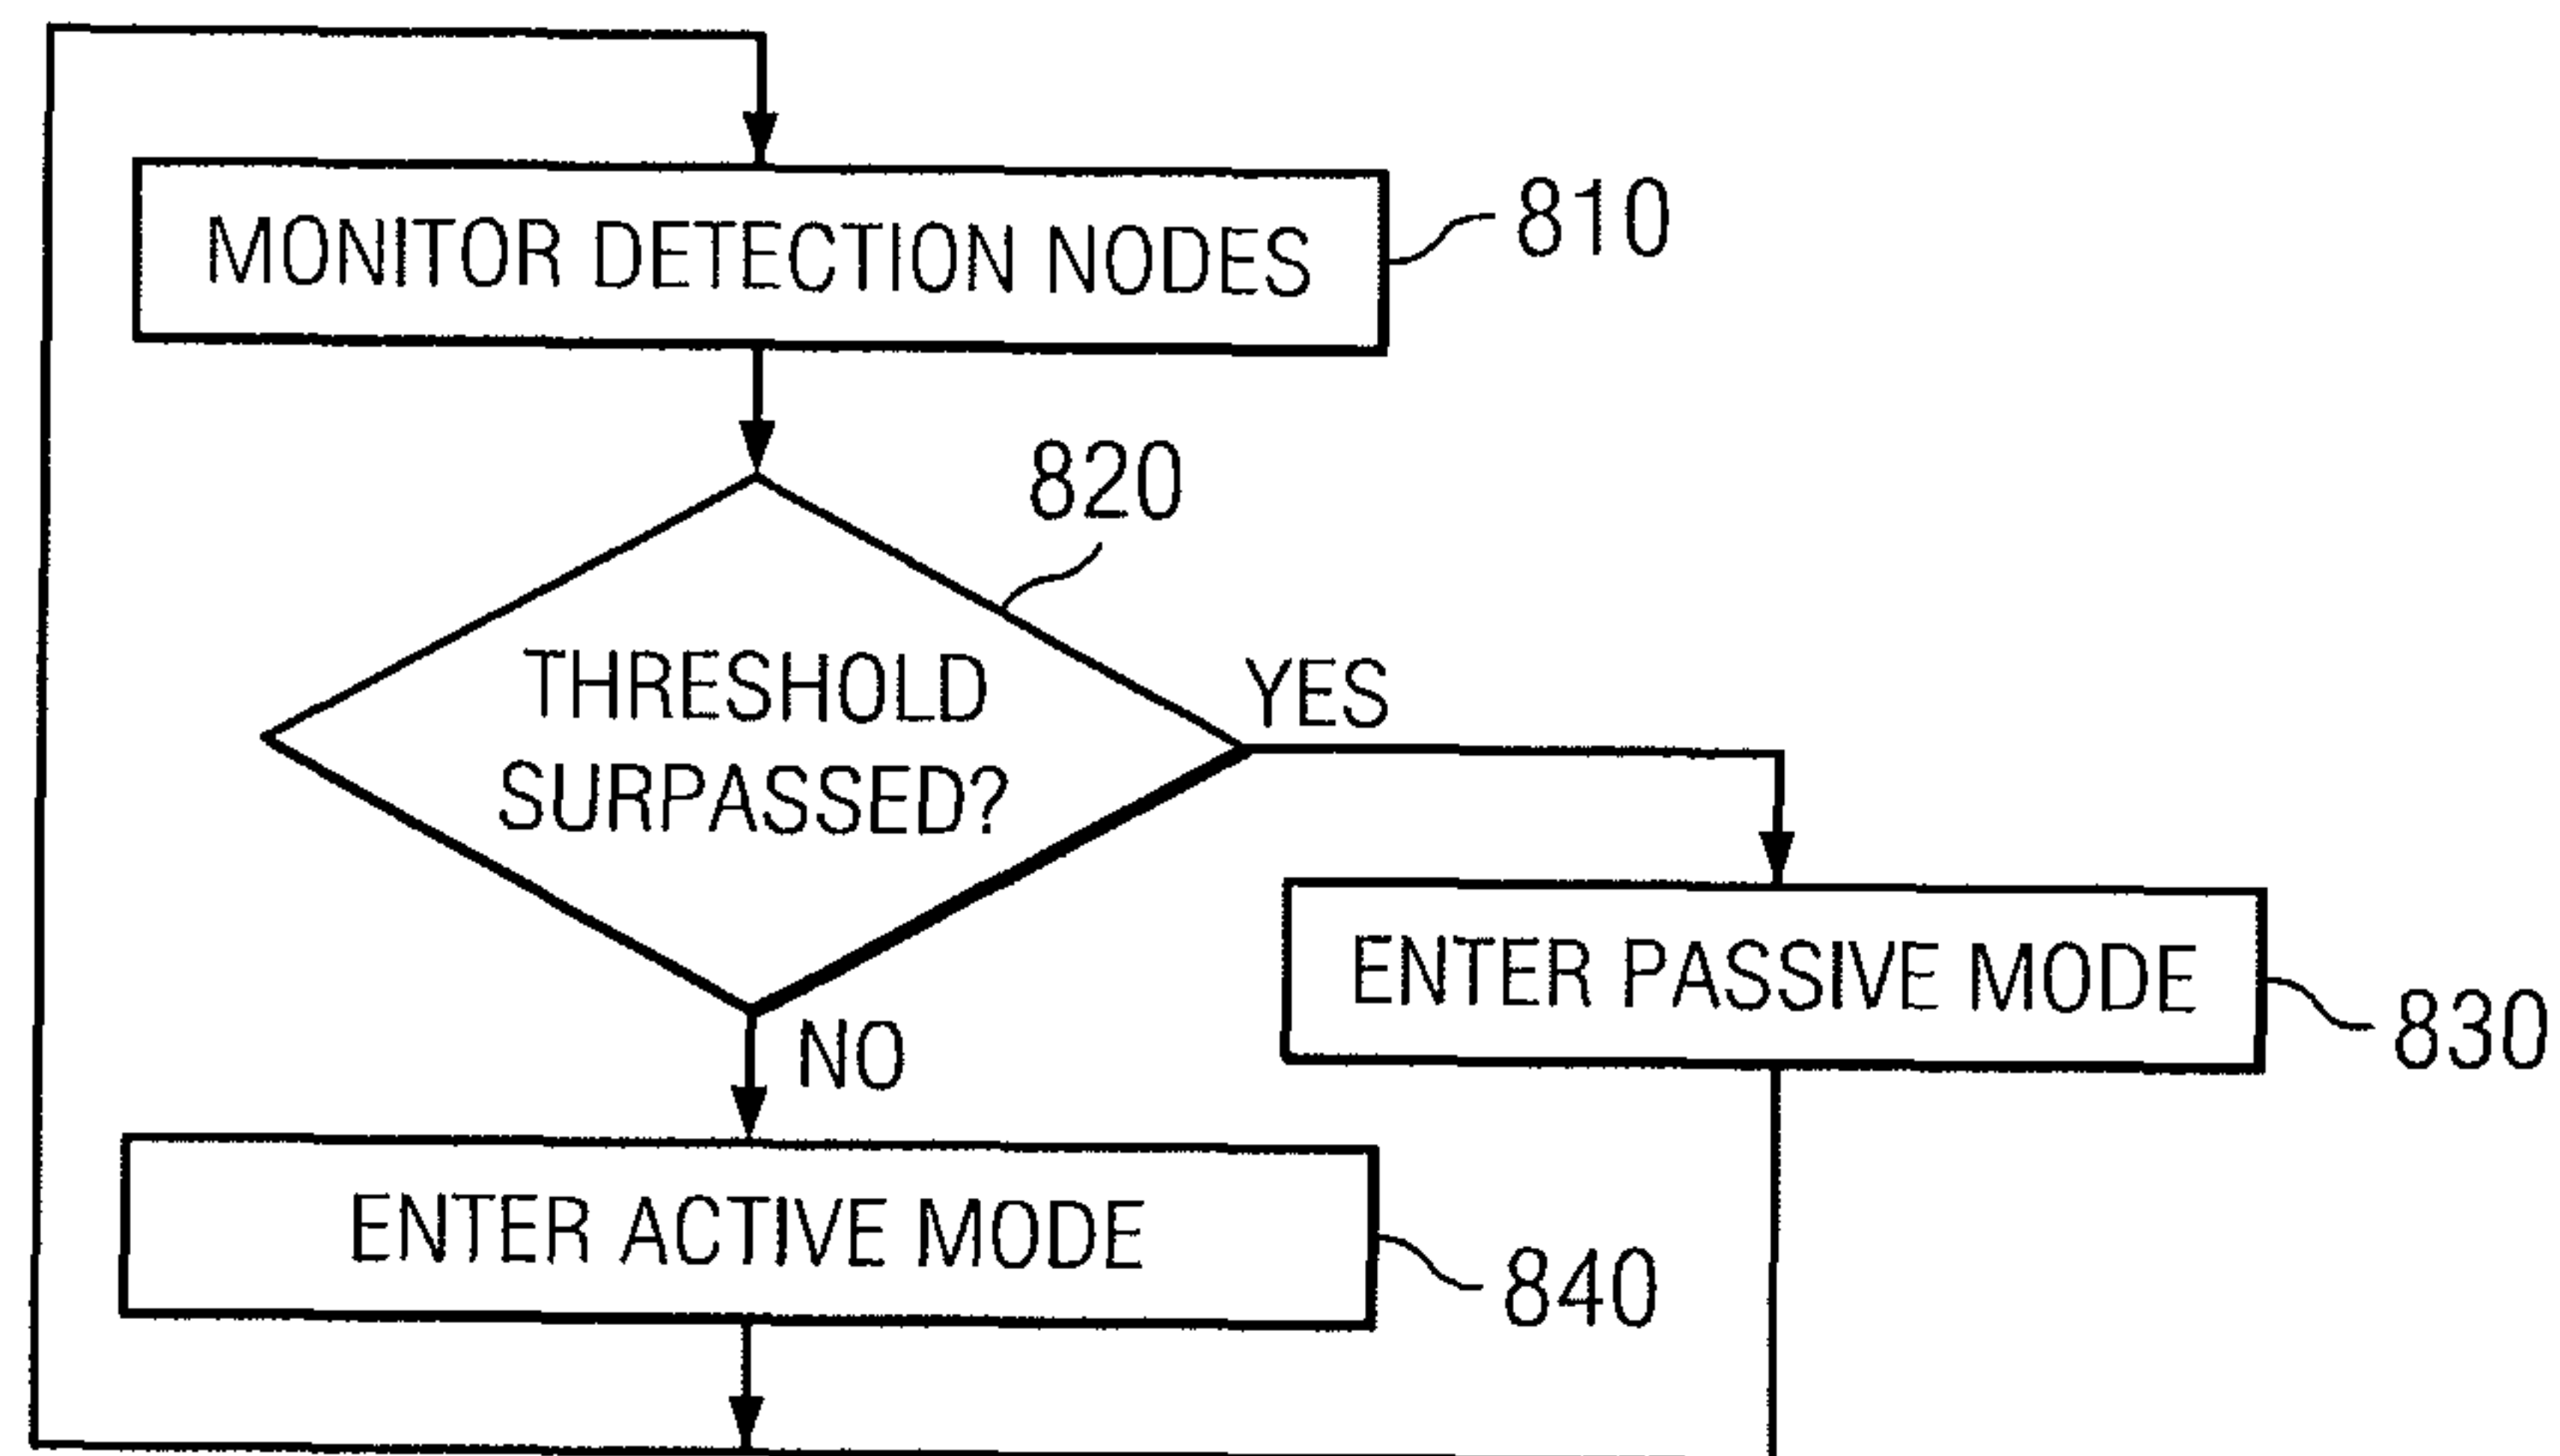 MONITOR DETECTION NODES
810
820
THRESHOLD
SURPASSED?
YES
ENTER PASSIVE MODE
830
NO
ENTER ACTIVE MODE
840